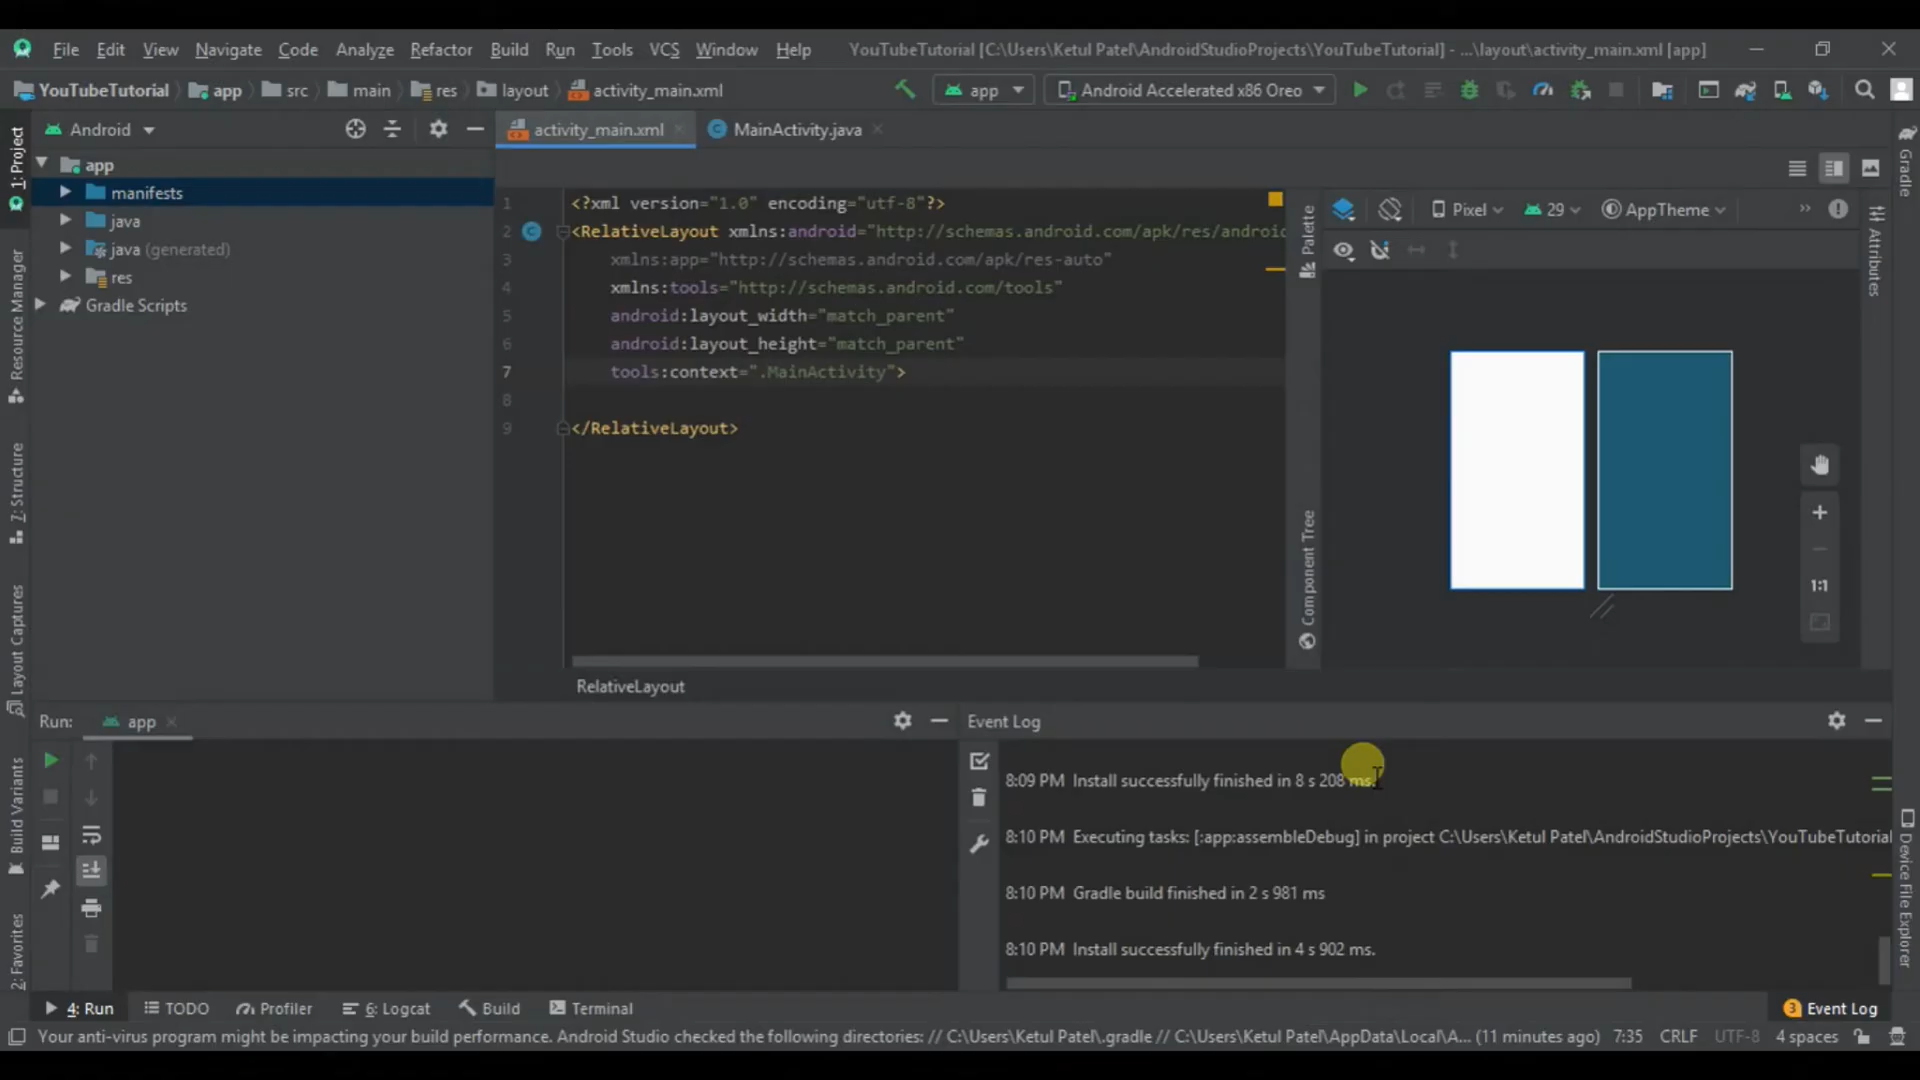 File Edit View Navigate Code Analyze Refactor Build Run Tools VCS Window Help YouTubeTutorial [C:\Users\Ketul Patel\AndroidStudioProjects\YouTubeTutorial] - ...\layout\activity_main.xml [app]
YouTubeTutorial app src main res layout activity_main.xml app Android Accelerated x86 Oreo
1: Project
Resource Manager
7: Structure
Layout Captures
Build Variants
2: Favorites
Android
app
manifests
java
java (generated)
res
Gradle Scripts
activity_main.xml MainActivity.java
1 <?xml version="1.0" encoding="utf-8"?>
2 <RelativeLayout xmlns:android="http://schemas.android.com/apk/res/androi
3 xmlns:app="http://schemas.android.com/apk/res-auto"
4 xmlns:tools="http://schemas.android.com/tools"
5 android:layout_width="match_parent"
6 android:layout_height="match_parent"
7 tools:context=".MainActivity">
8
9 </RelativeLayout>
RelativeLayout
Palette
Component Tree
Pixel 29 AppTheme
1:1
Gradle
Attributes
Device File Explorer
Run: app
Event Log
8:09 PM Install successfully finished in 8 s 208 ms.
8:10 PM Executing tasks: [:app:assembleDebug] in project C:\Users\Ketul Patel\AndroidStudioProjects\YouTubeTutorial
8:10 PM Gradle build finished in 2 s 981 ms
8:10 PM Install successfully finished in 4 s 902 ms.
4: Run TODO Profiler 6: Logcat Build Terminal 3 Event Log
Your anti-virus program might be impacting your build performance. Android Studio checked the following directories: // C:\Users\Ketul Patel\.gradle // C:\Users\Ketul Patel\AppData\Local\A... (11 minutes ago) 7:35 CRLF UTF-8 4 spaces